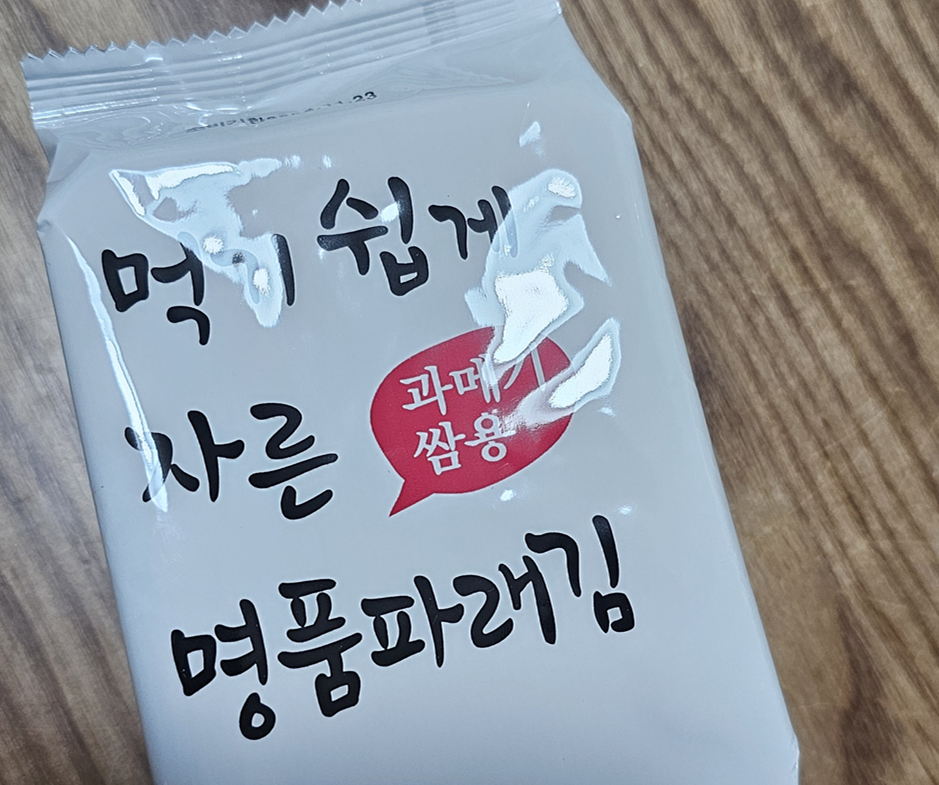 먹기 쉽게
자른
과메기
쌈용
명품파래김